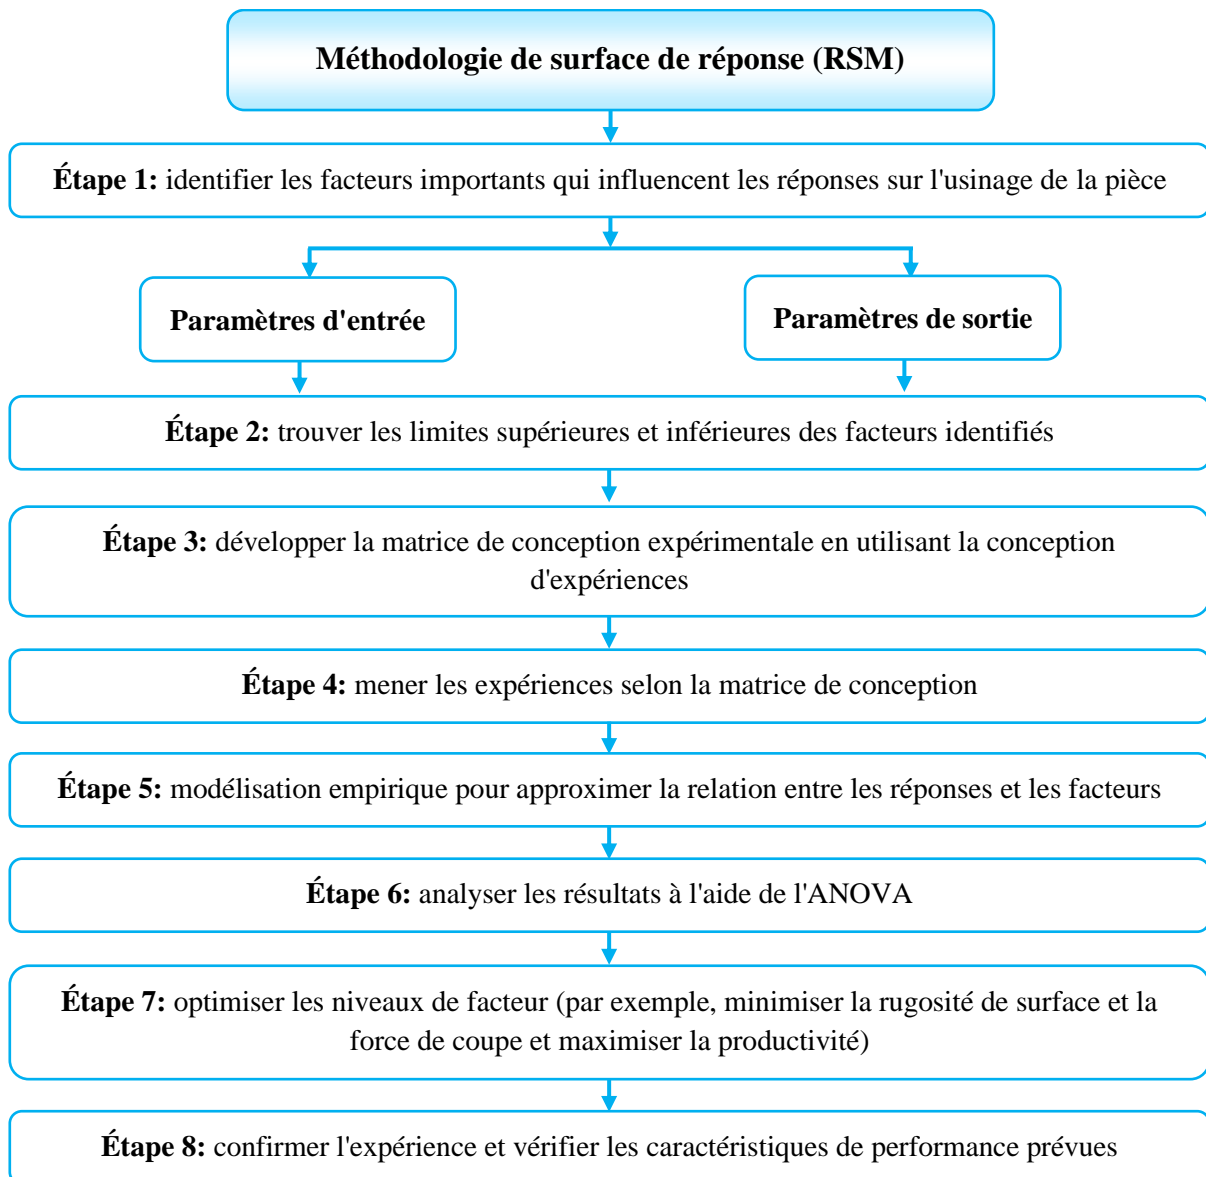 Méthodologie de surface de réponse (RSM)
Étape 1: identifier les facteurs importants qui influencent les réponses sur l'usinage de la pièce
Paramètres d'entrée
Paramètres de sortie
Étape 2: trouver les limites supérieures et inférieures des facteurs identifiés
Étape 3: développer la matrice de conception expérimentale en utilisant la conception
d'expériences
Étape 4: mener les expériences selon la matrice de conception
Étape 5: modélisation empirique pour approximer la relation entre les réponses et les facteurs
Étape 6: analyser les résultats à l'aide de l'ANOVA
Étape 7: optimiser les niveaux de facteur (par exemple, minimiser la rugosité de surface et la
force de coupe et maximiser la productivité)
Étape 8: confirmer l'expérience et vérifier les caractéristiques de performance prévues